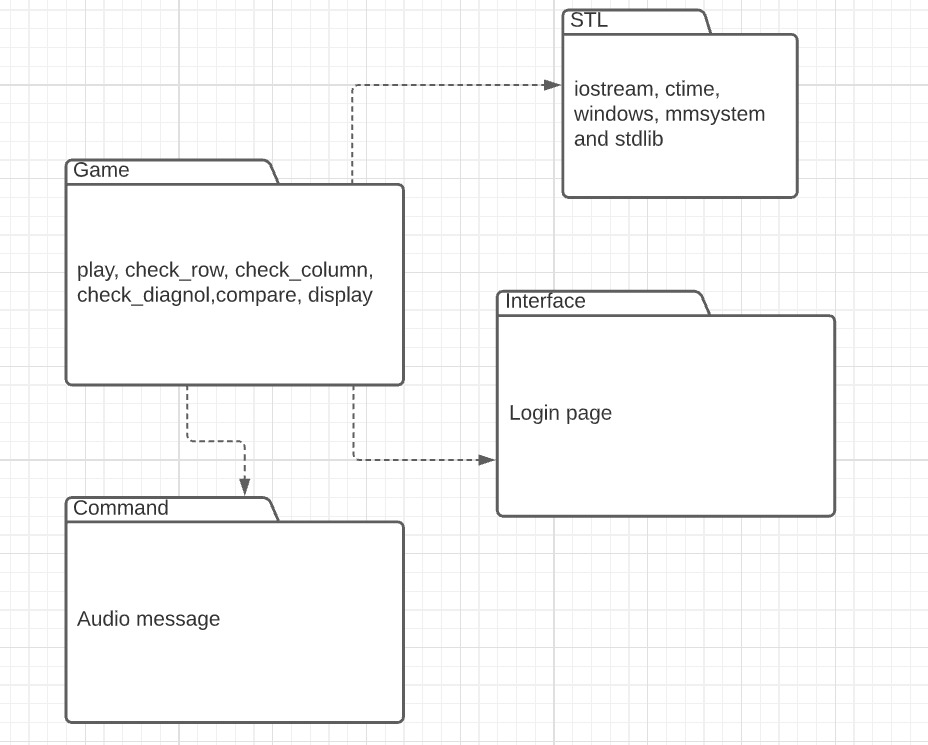 STL
iostream, ctime,
windows, mmsystem
and stdlib
Game
play, check_row, check_column,
check_diagnol,compare, display
Interface
Login page
Command
Audio message